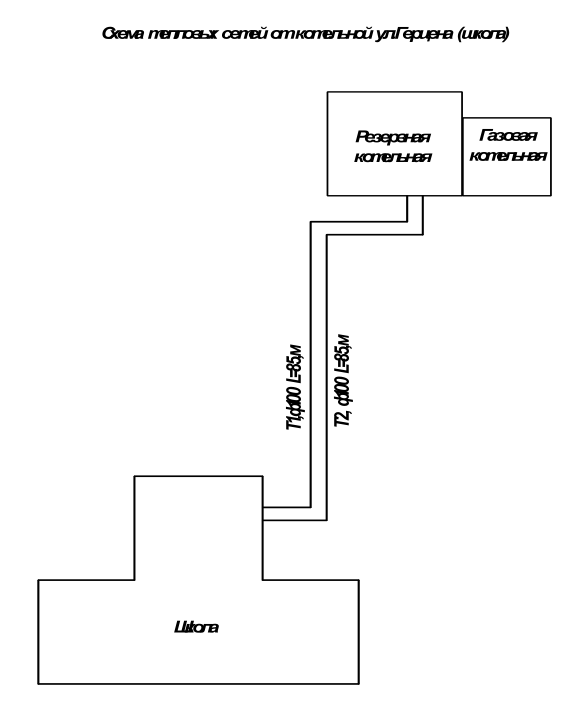 Схема тепловых сетей от котельной ул.Герцена (школа)
Резервная
котельная
Газовая
котельная
Т1,ф100 L=85,м
Т2, ф100 L=85,м
Школа